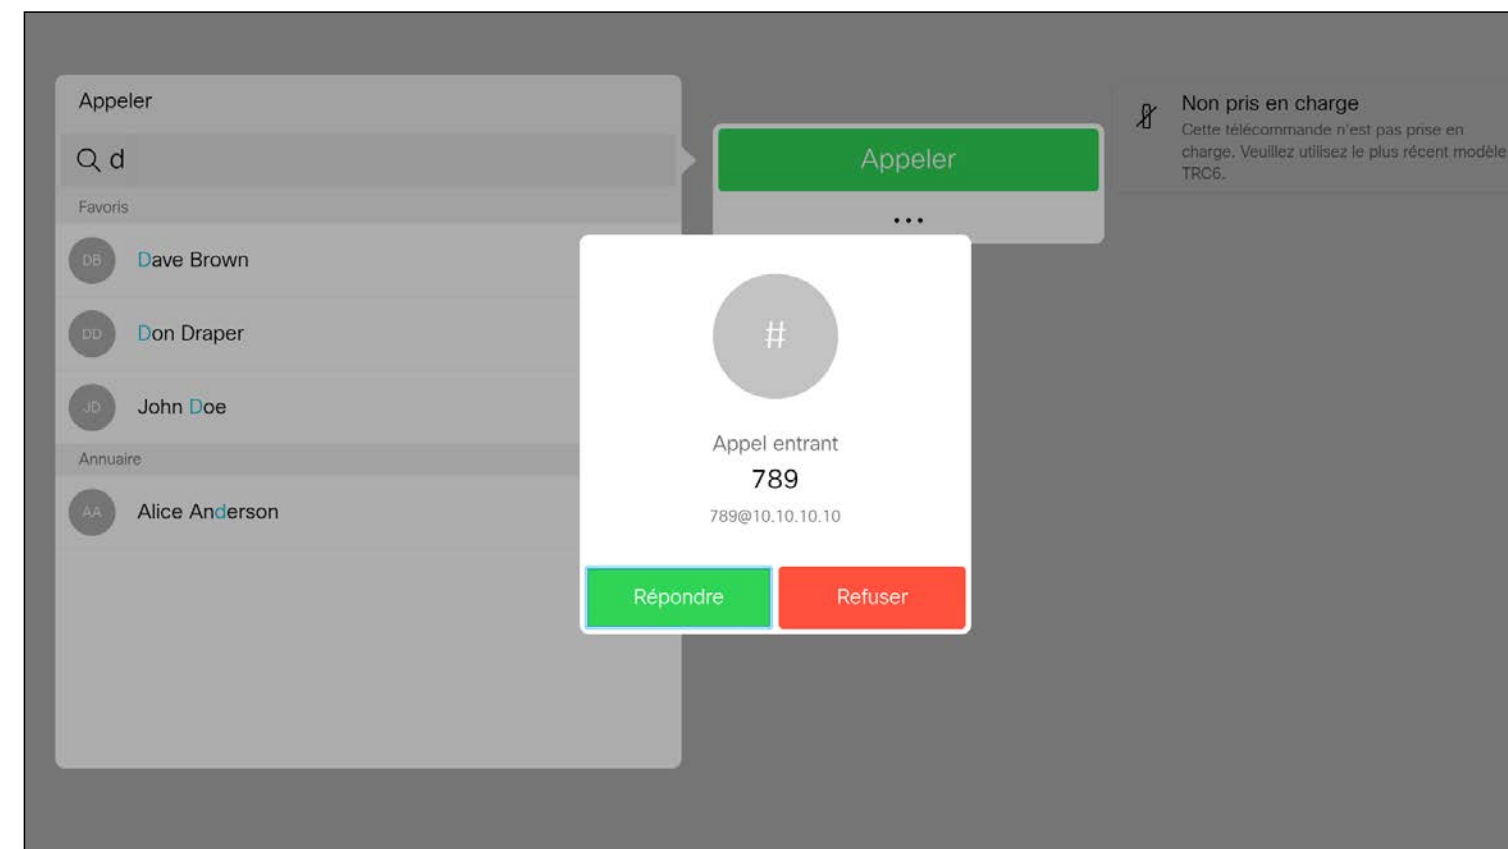 Appeler
d
Favoris
DB
Dave Brown
DD
Don Draper
JD
John Doe
Annuaire
AA
Alice Anderson
Appeler
...
Non pris en charge
Cette télécommande n'est pas prise en
charge. Veuillez utilisez le plus récent modèle
TRC6.
#
Appel entrant
789
789@10.10.10.10
Répondre
Refuser